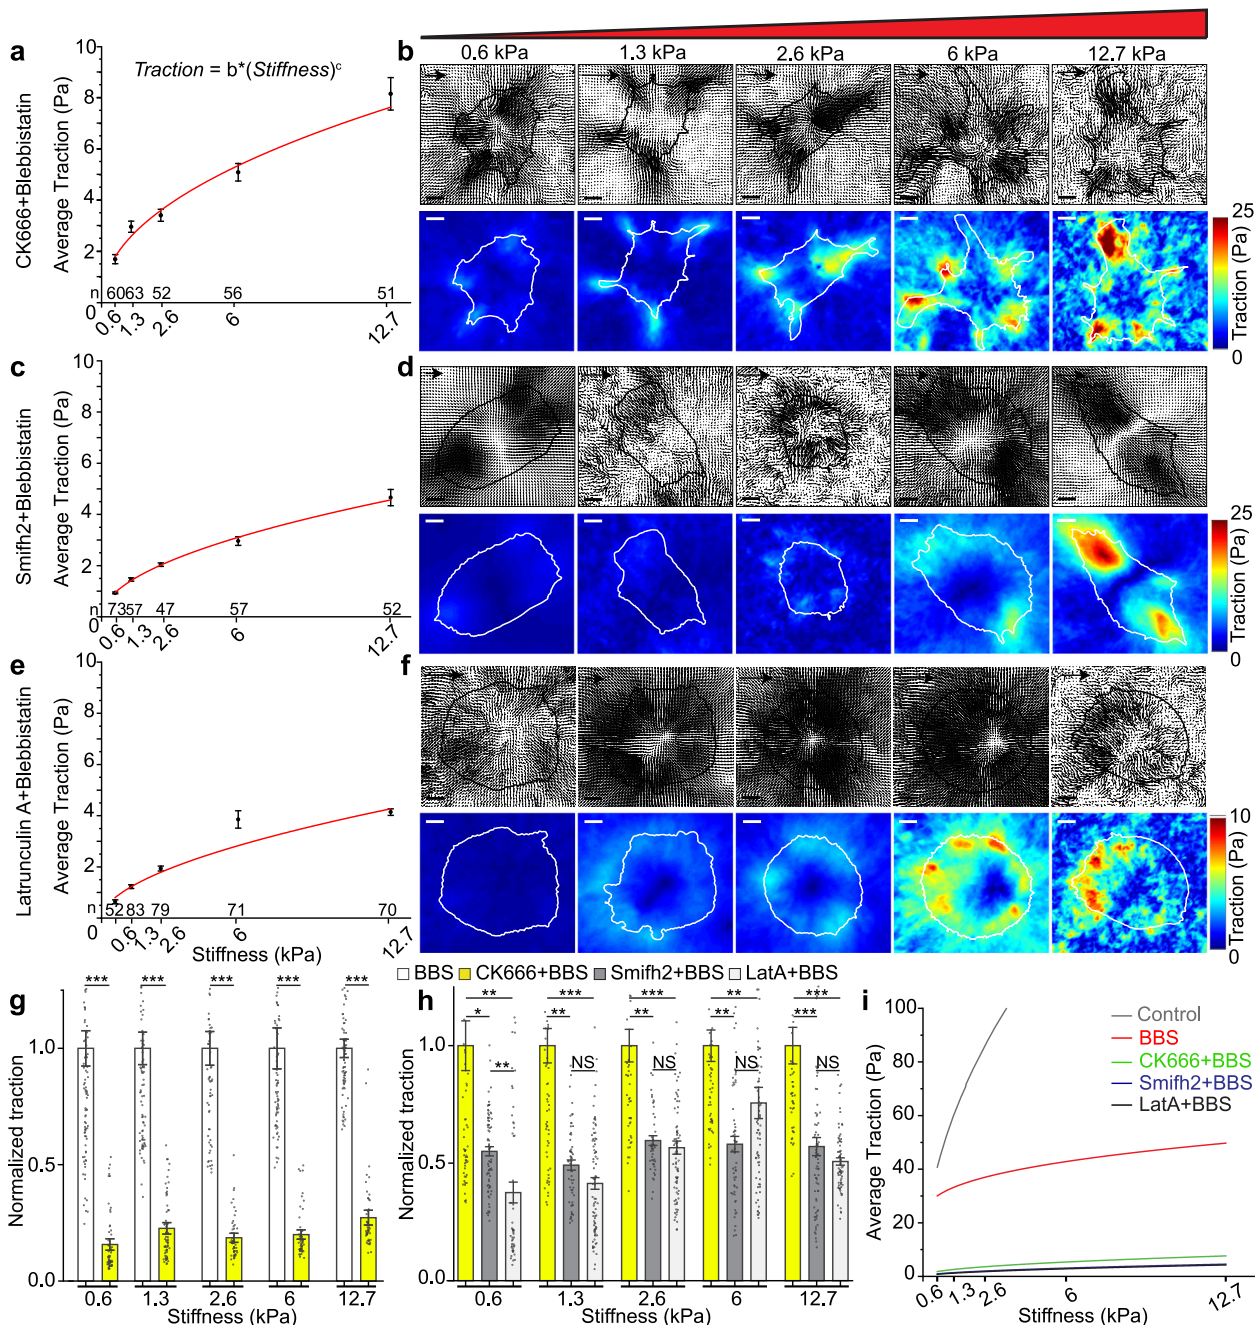 a
10
8
6
4
2
0
Traction = b*(Stiffness)ᶜ
CK666+Blebbistatin
Average Traction (Pa)
n 60 63 52 56 51
0.6 1.3 2.6 6 12.7
b
0.6 kPa 1.3 kPa 2.6 kPa 6 kPa 12.7 kPa
25
Traction (Pa)
0
c
10
8
6
4
2
0
Smifh2+Blebbistatin
Average Traction (Pa)
n 73 57 47 57 52
0.6 1.3 2.6 6 12.7
d
25
Traction (Pa)
0
e
10
8
6
4
2
0
Latrunculin A+Blebbistatin
Average Traction (Pa)
n 52 83 79 71 70
0.6 1.3 2.6 6 12.7
Stiffness (kPa)
f
10
Traction (Pa)
0
BBS CK666+BBS Smifh2+BBS LatA+BBS
g
*** *** *** *** ***
1.0
0.5
0.0
Normalized traction
0.6 1.3 2.6 6 12.7
Stiffness (kPa)
h
** *** *** ** ***
* ** ** ** ***
** NS NS NS NS
1.0
0.5
0.0
Normalized traction
0.6 1.3 2.6 6 12.7
Stiffness (kPa)
i
100
80
60
40
20
0
Average Traction (Pa)
Control
BBS
CK666+BBS
Smifh2+BBS
LatA+BBS
0.6 1.3 2.6 6 12.7
Stiffness (kPa)